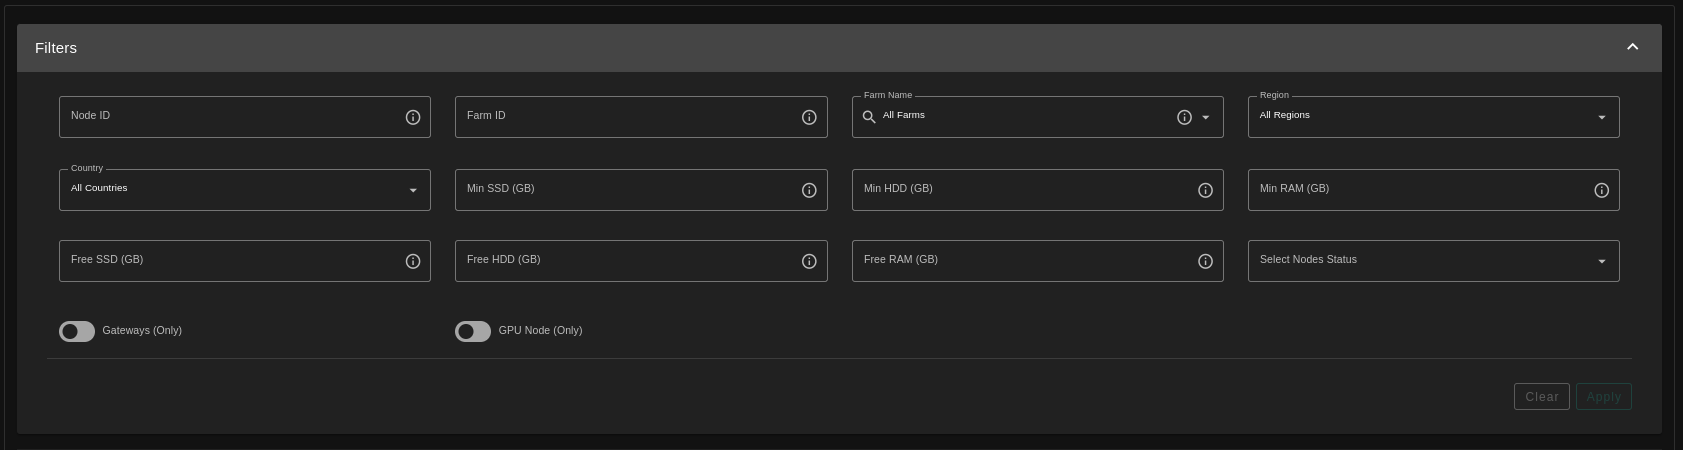 Filters
Node ID
Farm ID
Farm Name
All Farms
Region
All Regions
Country
All Countries
Min SSD (GB)
Min HDD (GB)
Min RAM (GB)
Free SSD (GB)
Free HDD (GB)
Free RAM (GB)
Select Nodes Status
Gateways (Only)
GPU Node (Only)
Clear
Apply